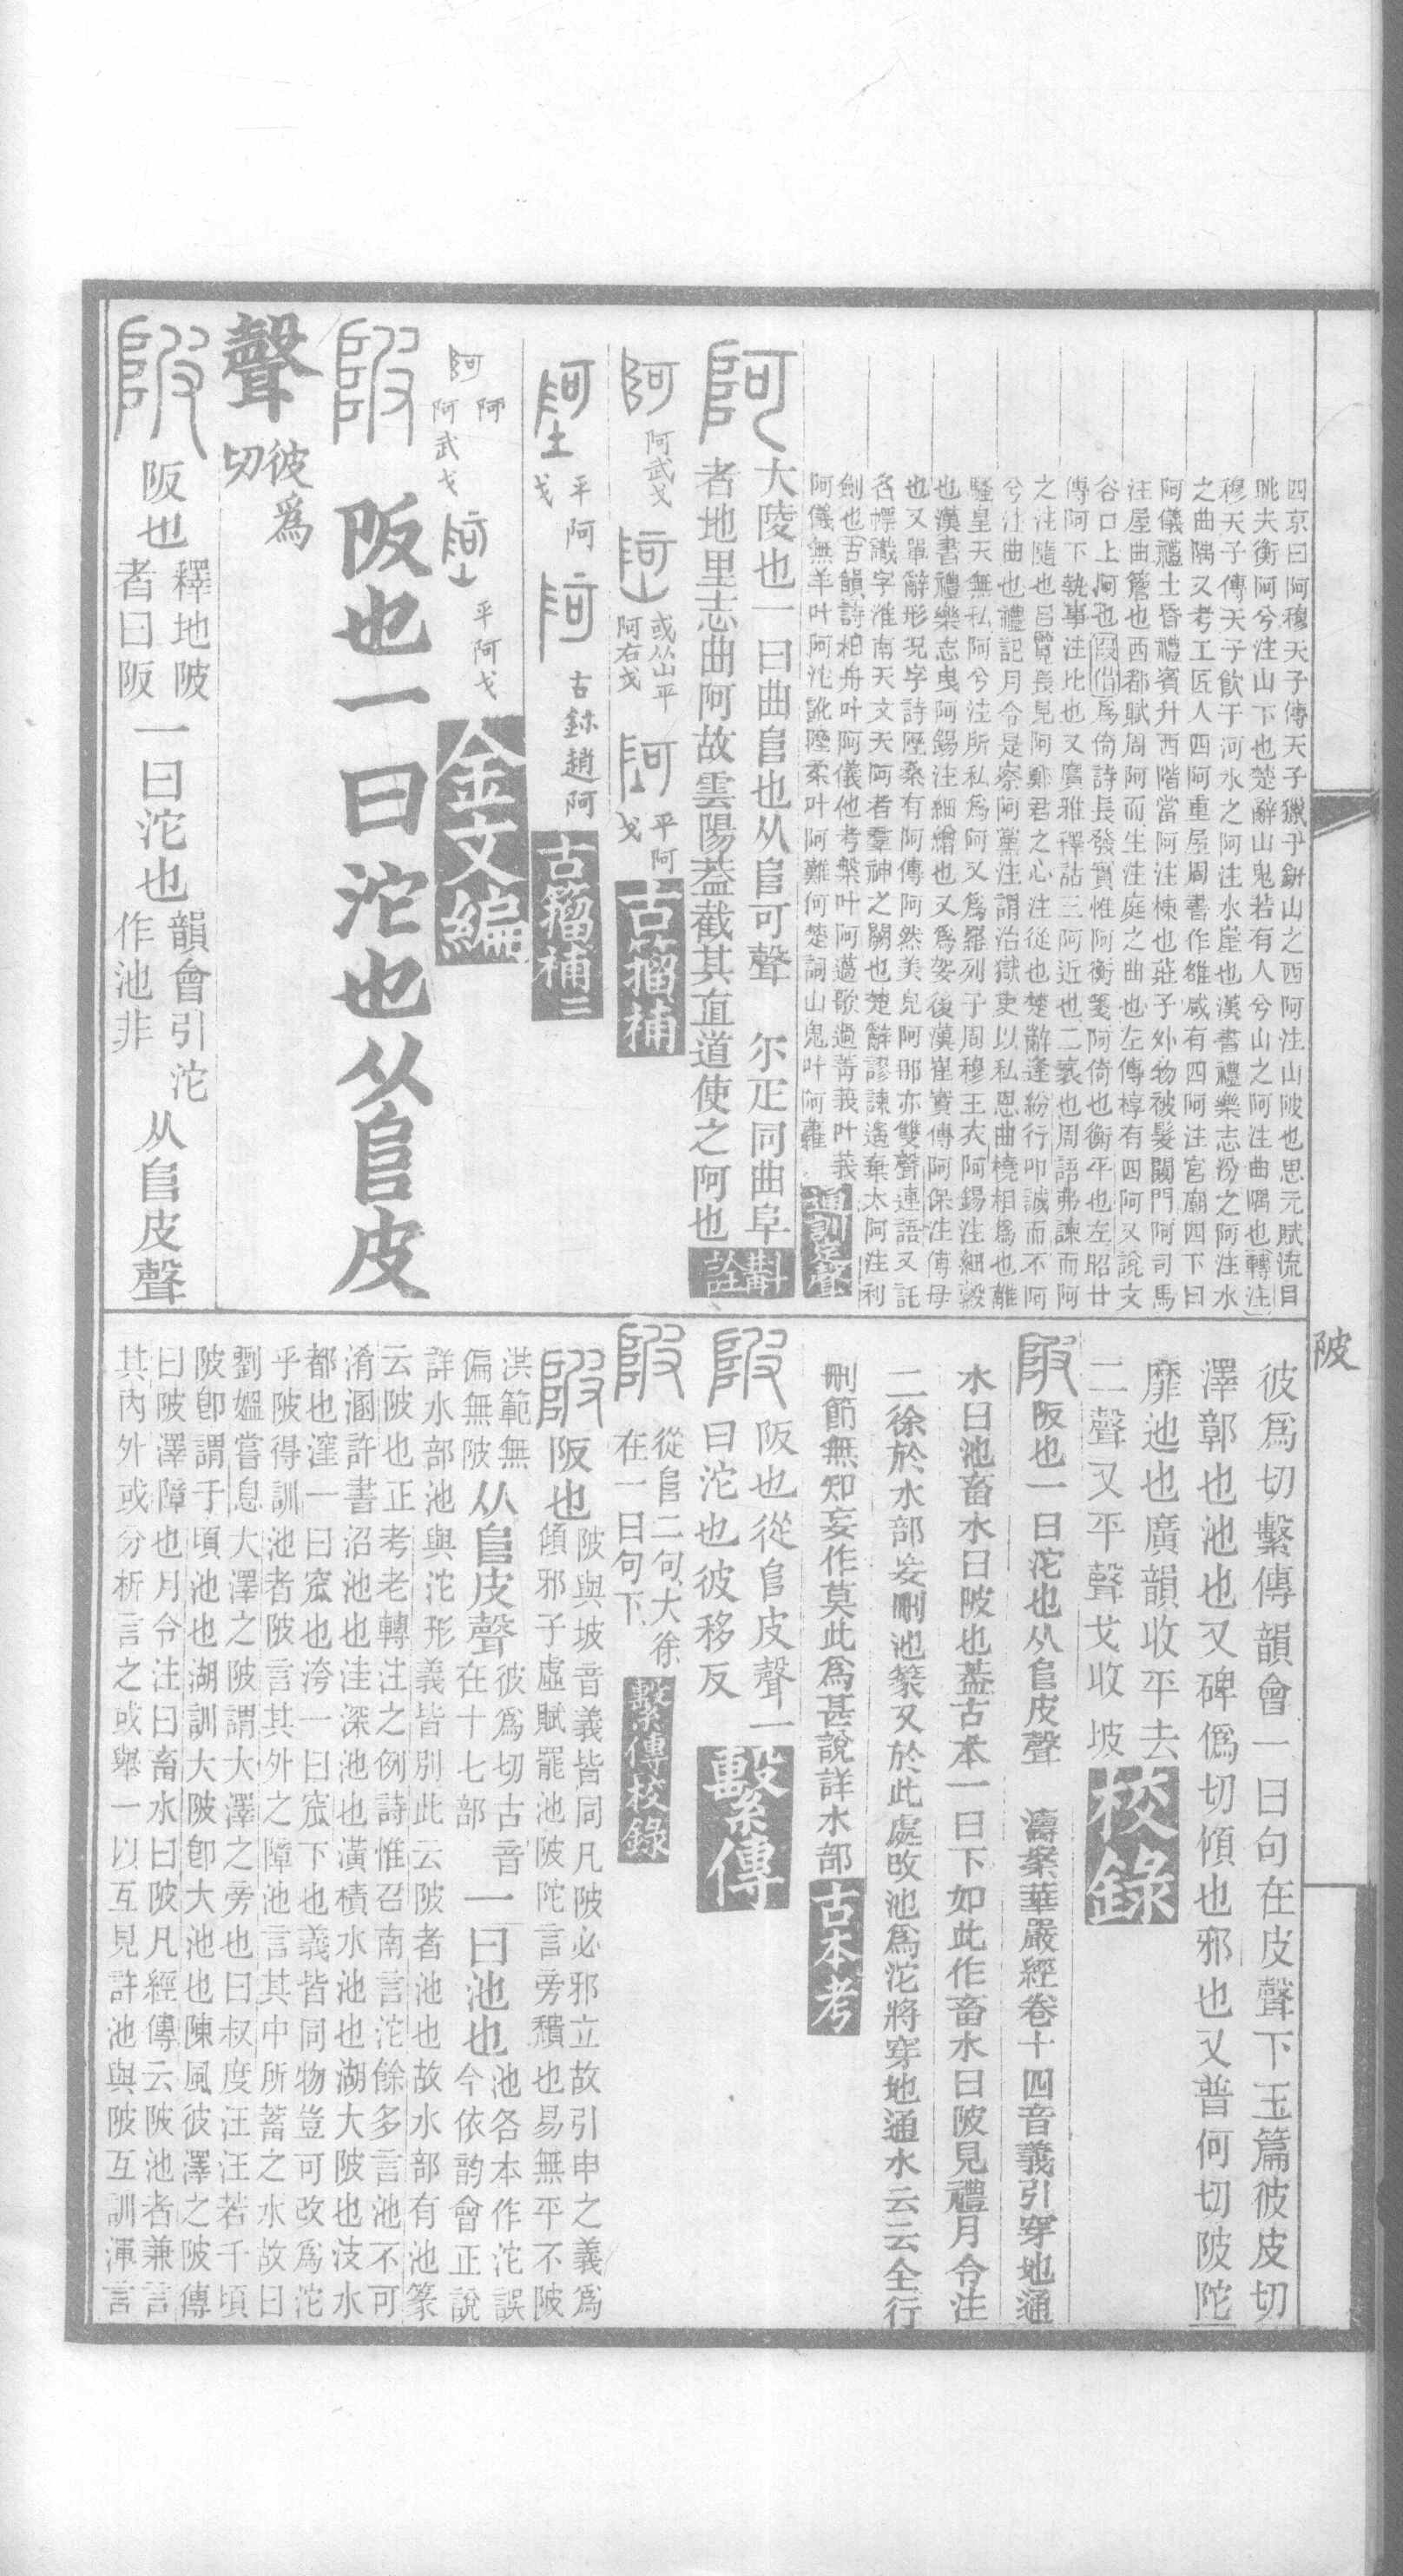 四京曰阿穆天子傳天子獵于鈃山之西阿注山陂也思元賦流目
眺夫衡阿兮注山下也楚辭山鬼若有人兮山之阿注曲隅也轉注
穆天子傳天子飲于河水之阿注水崖也漢書禮樂志汾之阿注水
之曲隅又考工匠人四阿重屋周書作雒咸有四阿注宮廟四下曰
阿儀禮士昏禮賓升西階當阿注棟也莊子外物被髮闚門阿司馬
注屋曲簷也西都賦周阿而生注庭之曲也左傳椁有四阿又說文
谷口上阿也叚借爲倚詩長發實惟阿衡箋阿倚也衡平也左昭廿
傳阿下執事注比也又廣雅釋詁三阿近也二衺也周語弗諫而阿
之注隨也呂覽長見阿鄭君之心注從也楚辭逢紛行叩誠而不阿
兮注曲也禮記月令是察阿黨注謂治獄吏以私恩曲橈相爲也離
騷皇天無私阿兮注所私爲阿又爲羅列子周穆王衣阿錫注細縠
也漢書禮樂志曳阿錫注細繒也又爲娿後漢崔寔傳阿保注傅母
也又單辭形況字詩隰桑有阿傳阿然美皃阿那亦雙聲連語又託
名幖識字淮南天文天阿者羣神之闕也楚辭謬諫遙棄太阿注利
劍也古韻詩柏舟叶阿儀他考槃叶阿薖歌過菁莪叶莪
阿儀無羊叶阿池訛隰柔叶阿難何楚詞山鬼叶阿蘿 通訓定聲
阿 大陵也一曰曲𨸏也从𨸏可聲 尔疋同曲阜
者地里志曲阿故雲陽葢截其直道使之阿也 斠詮
阿 阿武戈 或从山平阿右戈 平阿戈 古籀補
平阿戈 古鉨趙阿 古籀補二
阿 阿 阿武戈 平阿戈 金文編
陂 阪也一曰沱也从𨸏皮
聲 彼爲切
陂 阪也 釋地陂者曰阪 一曰沱也 韻會引沱作池非 从𨸏皮聲
陂
彼爲切繫傳韻會一曰句在皮聲下玉篇彼皮切
澤鄣也池也又碑僞切傾也邪也又普何切陂陀
靡迆也廣韻收平去
二聲又平聲戈收坡 校錄
陂 阪也一曰沱也从𨸏皮聲 濤案華嚴經卷十四音義引穿地通
水曰池畜水曰陂也葢古本一曰下如此作畜水曰陂見禮月令注
二徐於水部妄刪池篆又於此處改池爲沱將穿地通水云云全行
刪節無知妄作莫此爲甚說詳水部 古本考
陂 阪也從𨸏皮聲一
曰沱也彼移反 繫傳
陂 從𨸏二句大徐
在一曰句下 繫傳校錄
陂 阪也 陂與坡音義皆同凡陂必邪立故引申之義爲
傾邪子虛賦罷池陂陀言旁穨也易無平不陂
洪範無偏無陂 从𨸏皮聲 彼爲切古音在十七部 一曰池也 池各本作沱誤今依韵會正說
詳水部池與沱形義皆別此云陂者池也故水部有池篆
云陂也正考老轉注之例詩惟召南言沱餘多言池不可
淆溷許書沼池也洼深池也潢積水池也湖大陂也汥水
都也窪一曰窊也洿一曰窊下也義皆同物豈可改爲沱
乎陂得訓池者陂言其外之障池言其中所蓄之水故曰
劉媼嘗息大澤之陂謂大澤之旁也曰叔度汪汪若千頃
陂卽謂千頃池也湖訓大陂卽大池也陳風彼澤之陂傳
曰陂澤障也月令注曰畜水曰陂凡經傳云陂池者兼言
其內外或分析言之或舉一以互見許池與陂互訓渾言